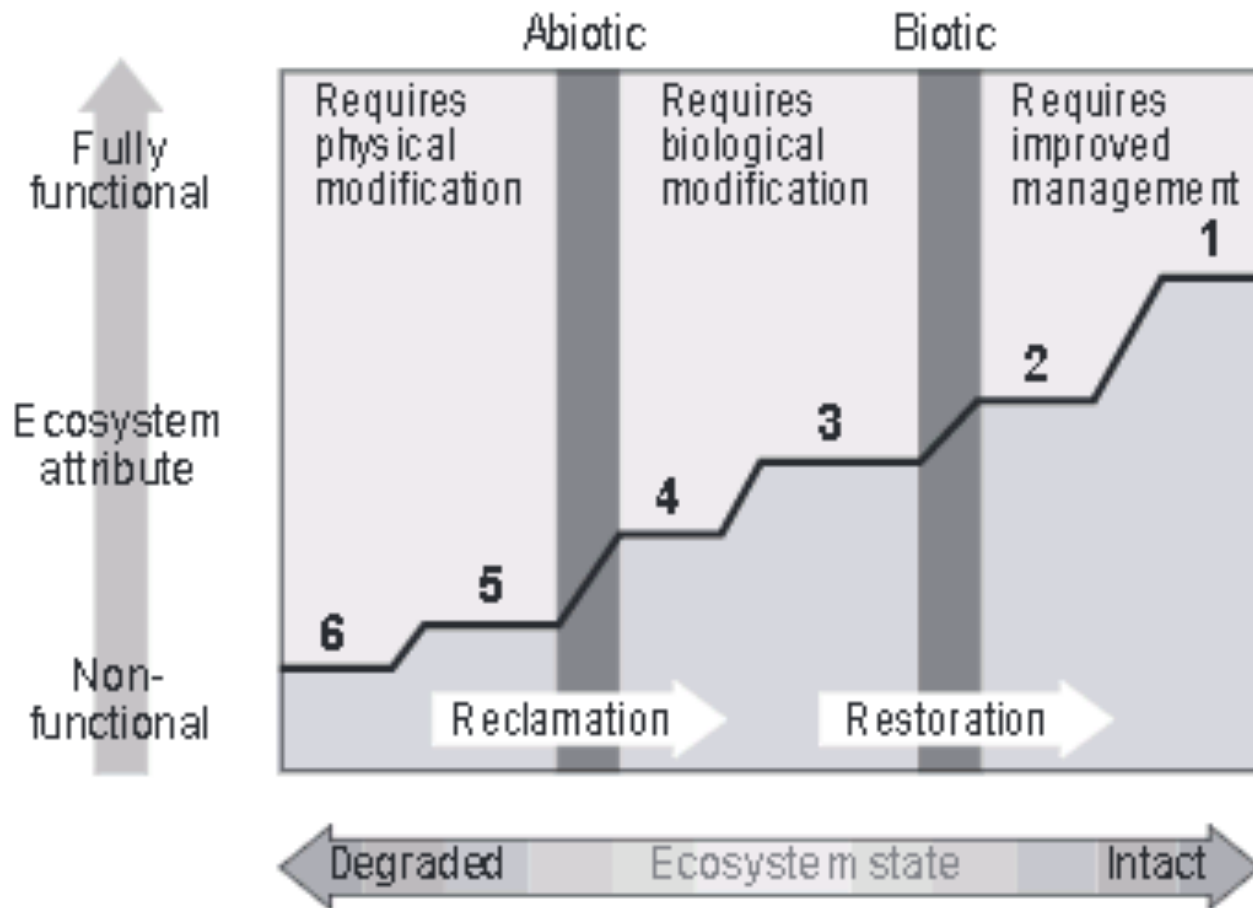 Abiotic
Biotic
Requires
physical
modification
Requires
biological
modification
Requires
improved
management
Fully
functional
Ecosystem
attribute
Non-
functional
1
2
3
4
5
6
Reclamation
Restoration
Degraded
Ecosystem state
Intact